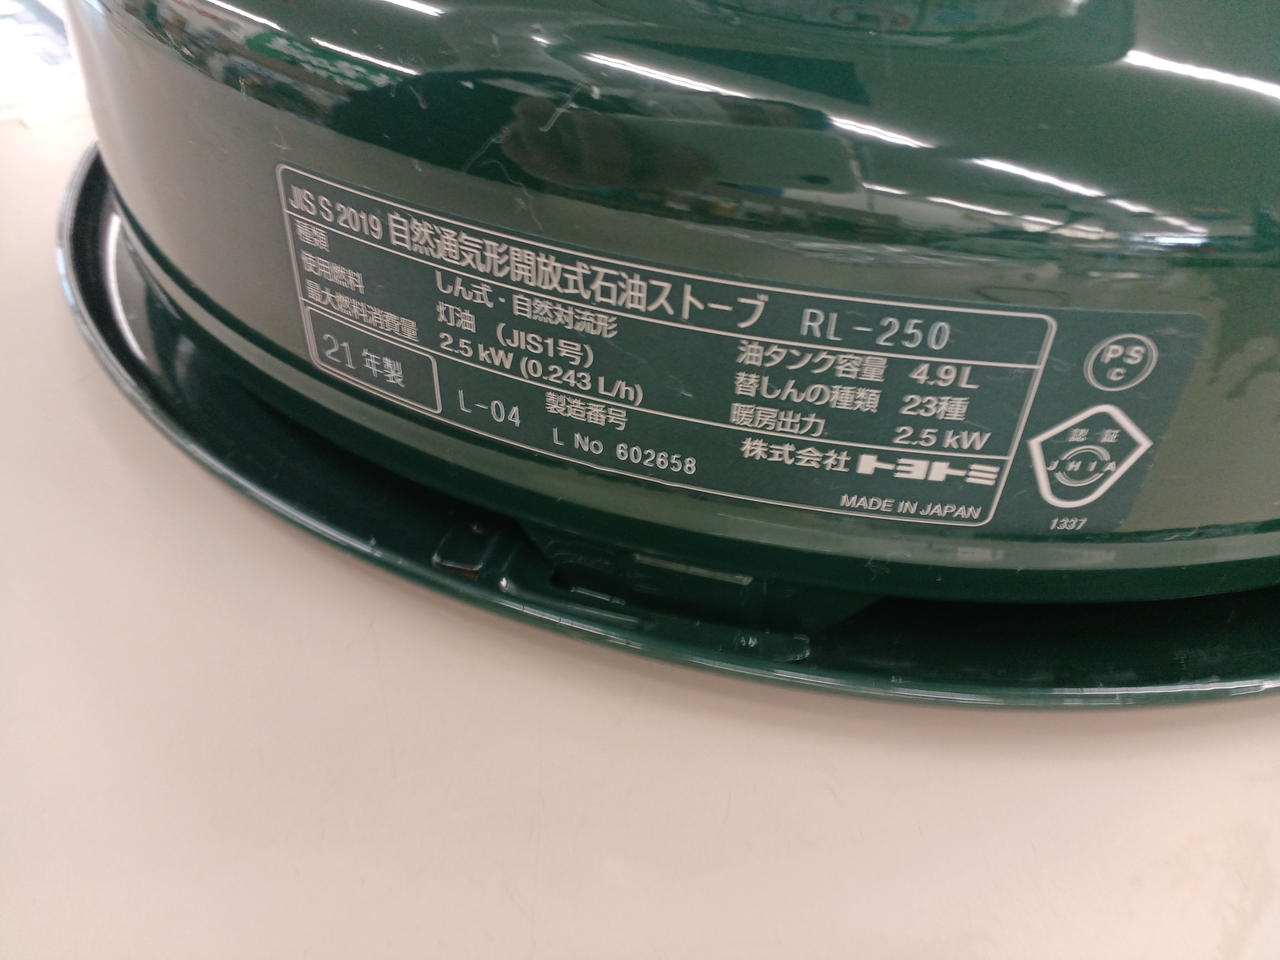 JIS S 2019 自然通気形開放式石油ストーブ RL-250
種類 しん式・自然対流形
使用燃料 灯油 (JIS1号)
最大燃料消費量 2.5 kW (0.243 L/h)
油タンク容量 4.9L
替しんの種類 23種
暖房出力 2.5 kW
21年製
L-04
製造番号
L No 602658
株式会社 トヨトミ
MADE IN JAPAN
PS
C
認証
JHIA
1337